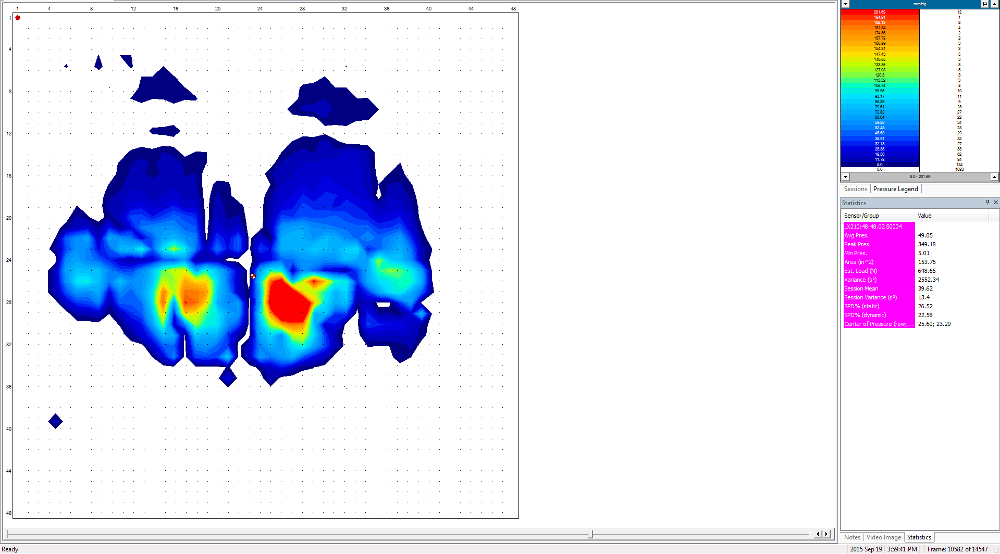 1 4 8 12 16 20 24 28 32 36 40 44 48
1
4
8
12
16
20
24
28
32
36
40
44
48
mmHg
201.69 12
194.91 1
188.12 2
181.34 4
174.56 2
167.78 2
160.99 3
154.21 2
147.43 5
140.65 3
133.86 5
127.08 5
120.3 3
113.52 3
106.74 8
99.95 10
93.17 11
86.39 9
79.61 23
72.82 27
66.04 22
59.26 34
52.48 23
45.69 29
38.91 33
32.13 27
25.35 33
18.56 62
11.78 84
5.0 134
0.0 1683
5.0 - 201.69
Sessions Pressure Legend
Statistics
Sensor/Group Value
LX210:48.48.02 S0004
Avg Pres. 49.05
Peak Pres. 349.18
Min Pres. 5.01
Area (in^2) 153.75
Est. Load (N) 648.65
Variance (s²) 2552.34
Session Mean 39.62
Session Variance (s²) 13.4
SPD% (static) 26.52
SPD% (dynamic) 22.58
Center of Pressure (row;... 25.60; 23.29
Notes Video Image Statistics
Ready 2015 Sep 19 3:59:41 PM Frame: 10582 of 14547